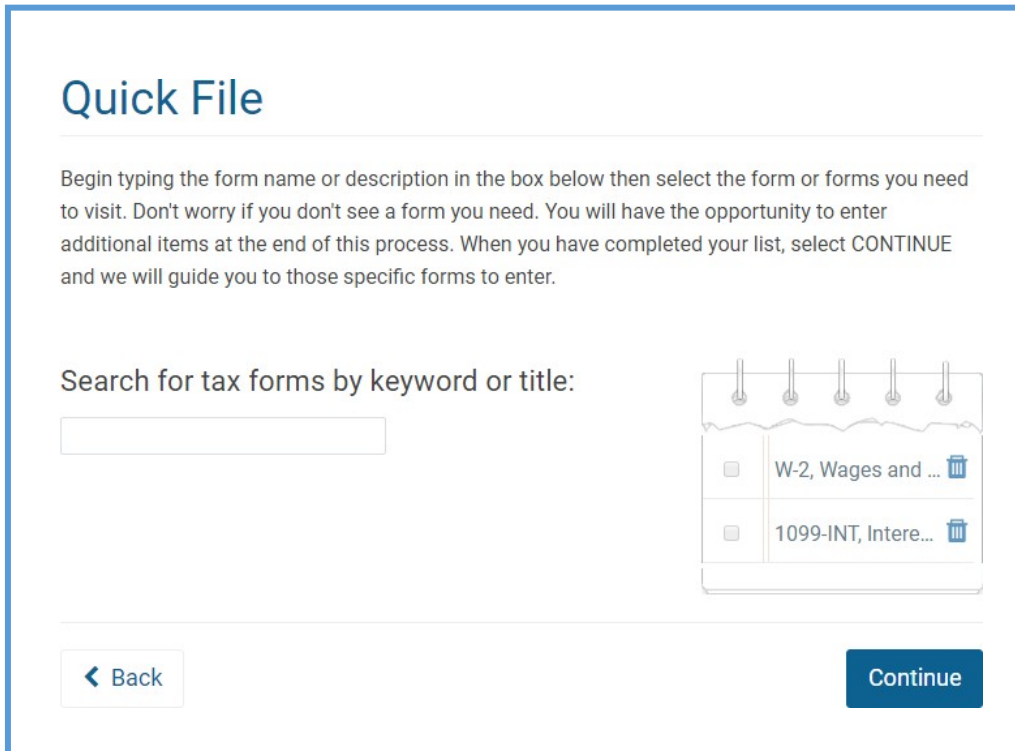 Quick File
Begin typing the form name or description in the box below then select the form or forms you need
to visit. Don't worry if you don't see a form you need. You will have the opportunity to enter
additional items at the end of this process. When you have completed your list, select CONTINUE
and we will guide you to those specific forms to enter.
Search for tax forms by keyword or title:
W-2, Wages and ...
1099-INT, Intere...
Back
Continue